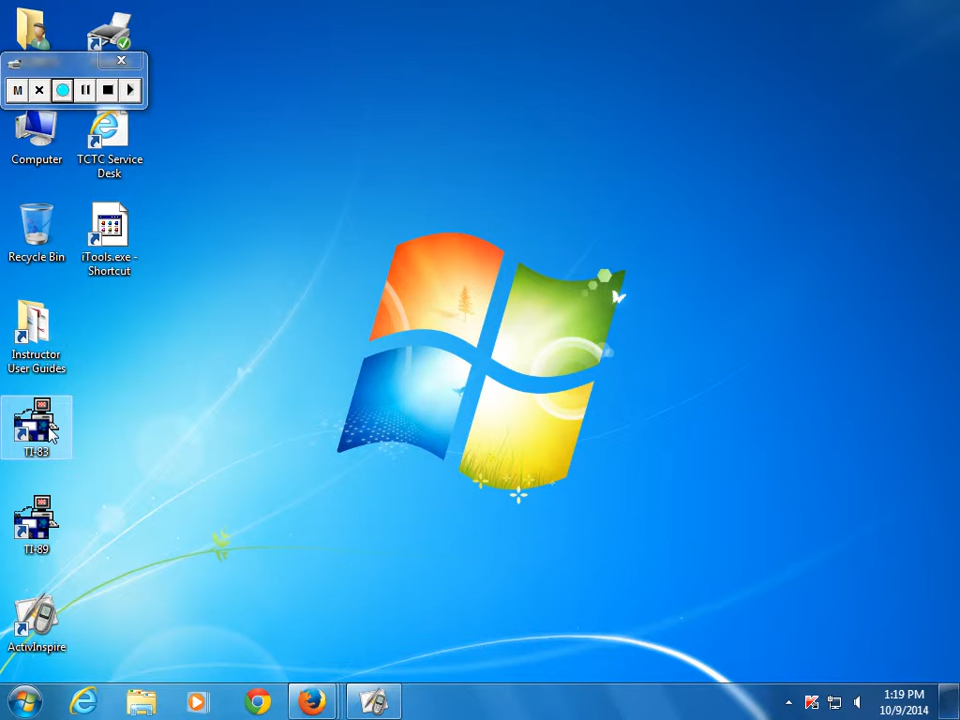 M
Computer
TCTC Service
Desk
Recycle Bin
iTools.exe -
Shortcut
Instructor
User Guides
TI-83
TI-89
ActivInspire
1:19 PM
10/9/2014